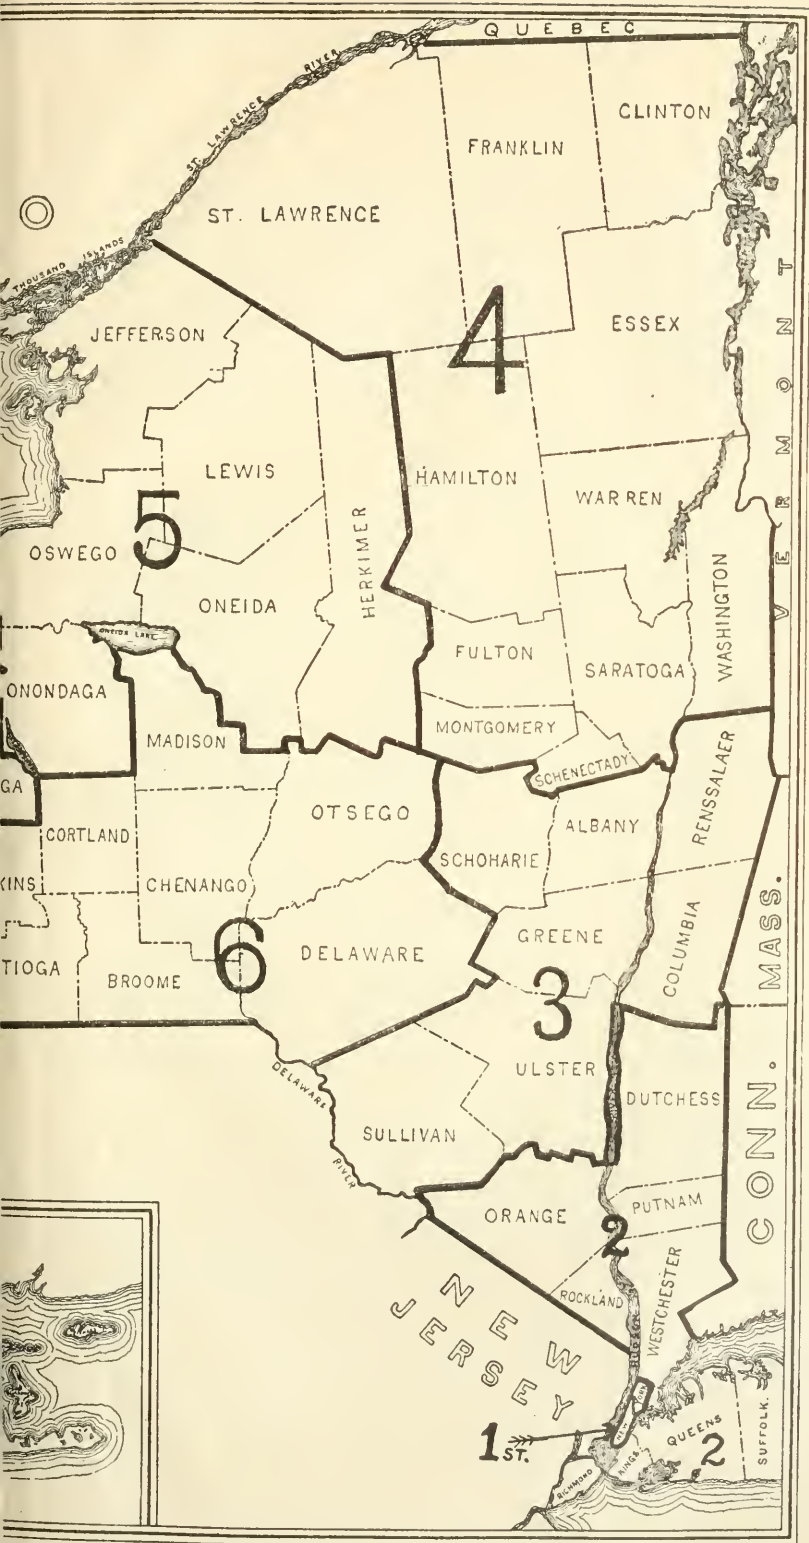 QUEBEC
ST. LAWRENCE RIVER
CLINTON
FRANKLIN
ST. LAWRENCE
THOUSAND ISLANDS
VERMONT
JEFFERSON
4
ESSEX
LEWIS
HAMILTON
WARREN
5
OSWEGO
HERKIMER
ONEIDA
WASHINGTON
ONEIDA LAKE
FULTON
SARATOGA
ONONDAGA
MONTGOMERY
MADISON
SCHENECTADY
RENSSALAER
GA
OTSEGO
ALBANY
CORTLAND
SCHOHARIE
KINS
CHENANGO
GREENE
COLUMBIA
MASS.
6
DELAWARE
TIOGA
BROOME
3
ULSTER
DELAWARE
RIVER
DUTCHESS
SULLIVAN
CONN.
PUTNAM
ORANGE
2
WESTCHESTER
ROCKLAND
NEW
JERSEY
HUDSON
NEW YORK
1ST.
QUEENS
2
SUFFOLK.
KINGS
RICHMOND